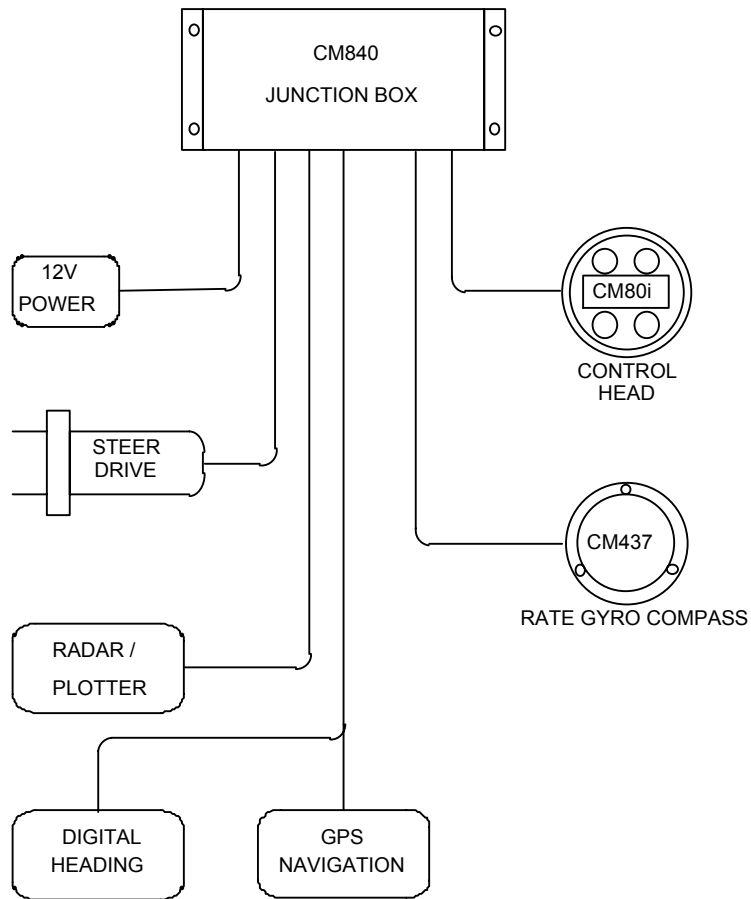 CM840
JUNCTION BOX
12V
POWER
CM80i
CONTROL
HEAD
STEER
DRIVE
CM437
RATE GYRO COMPASS
RADAR /
PLOTTER
DIGITAL
HEADING
GPS
NAVIGATION